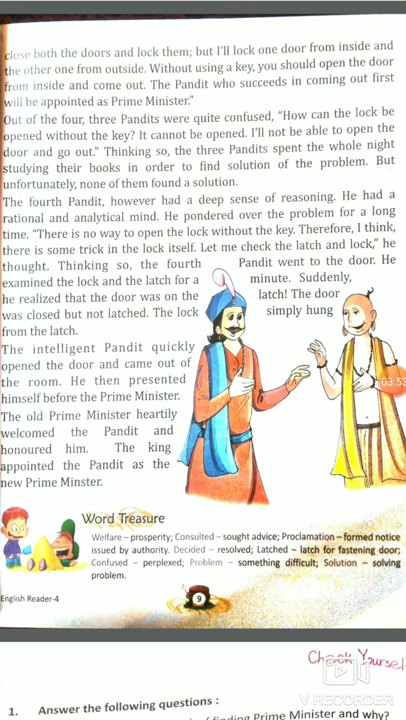 close both the doors and lock them; but I'll lock one door from inside and
the other one from outside. Without using a key, you should open the door
from inside and come out. The Pandit who succeeds in coming out first
will be appointed as Prime Minister."
Out of the four, three Pandits were quite confused, "How can the lock be
opened without the key? It cannot be opened. I'll not be able to open the
door and go out." Thinking so, the three Pandits spent the whole night
studying their books in order to find solution of the problem. But
unfortunately, none of them found a solution.
The fourth Pandit, however had a deep sense of reasoning. He had a
rational and analytical mind. He pondered over the problem for a long
time. "There is no way to open the lock without the key. Therefore, I think,
there is some trick in the lock itself. Let me check the latch and lock," he
thought. Thinking so, the fourth Pandit went to the door. He
examined the lock and the latch for a minute. Suddenly,
he realized that the door was on the latch! The door
was closed but not latched. The lock simply hung
from the latch.
The intelligent Pandit quickly
opened the door and came out of
the room. He then presented
himself before the Prime Minister.
The old Prime Minister heartily
welcomed the Pandit and
honoured him. The king
appointed the Pandit as the
new Prime Minster.
03:53
Word Treasure
Welfare – prosperity; Consulted – sought advice; Proclamation – formed notice
issued by authority. Decided – resolved; Latched – latch for fastening door;
Confused – perplexed; Problem – something difficult; Solution – solving
problem.
English Reader-4
9
Check Yourself
V RECORDER
1. Answer the following questions :
of finding Prime Minister and why?